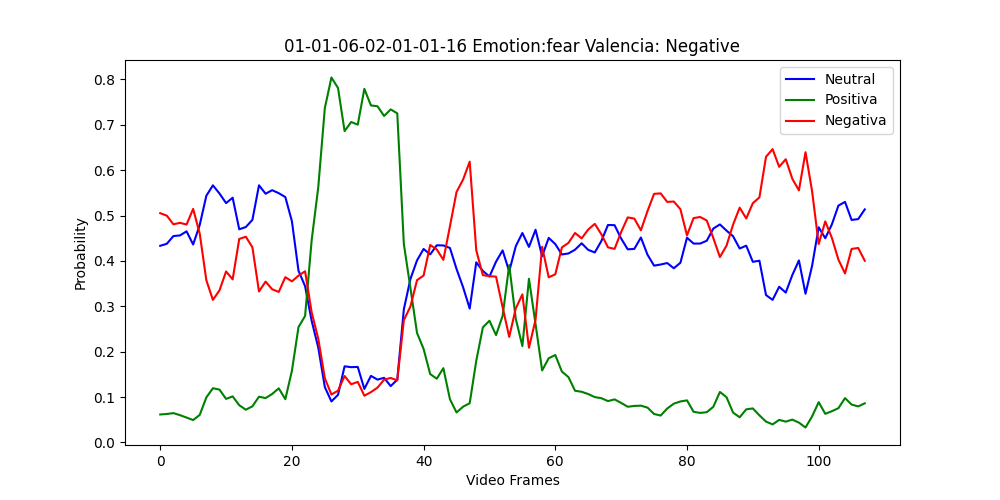 01-01-06-02-01-01-16 Emotion:fear Valencia: Negative
Neutral
Positiva
Negativa
Probability
0.8
0.7
0.6
0.5
0.4
0.3
0.2
0.1
0.0
0 20 40 60 80 100
Video Frames